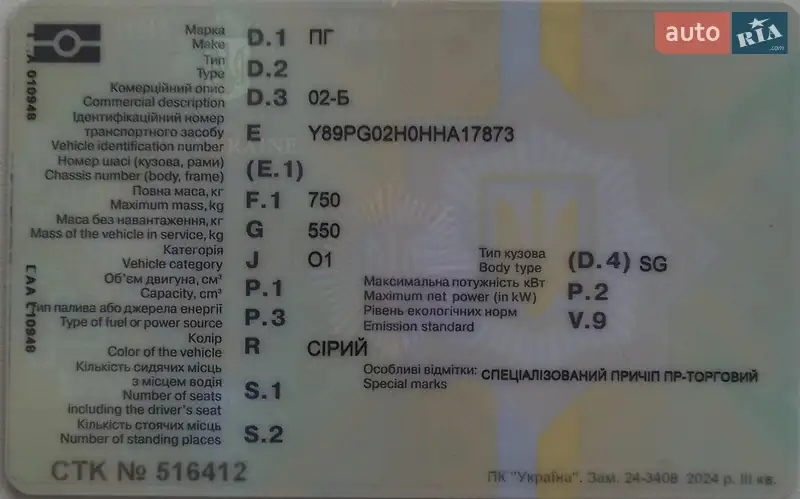 auto RIA .com
Марка
Make D.1 ПГ
Тип
Type D.2
Комерційний опис
Commercial description D.3 02-Б
Ідентифікаційний номер
транспортного засобу
Vehicle identification number E Y89PG02H0HHA17873
Номер шасі (кузова, рами)
Chassis number (body, frame) (E.1)
Повна маса, кг
Maximum mass, kg F.1 750
Маса без навантаження, кг
Mass of the vehicle in service, kg G 550
Категорія
Vehicle category J O1
Тип кузова
Body type (D.4) SG
Об'єм двигуна, см³
Capacity, cm³ P.1
Максимальна потужність кВт
Maximum net power (in kW) P.2
Тип палива або джерела енергії
Type of fuel or power source P.3
Рівень екологічних норм
Emission standard V.9
Колір
Color of the vehicle R СІРИЙ
Особливі відмітки: СПЕЦІАЛІЗОВАНИЙ ПРИЧІП ПР-ТОРГОВИЙ
Special marks
Кількість сидячих місць
з місцем водія
Number of seats
including the driver's seat S.1
Кількість стоячих місць
Number of standing places S.2
СТК № 516412
ПК "Україна". Зам. 24-3408 2024 р. III кв.